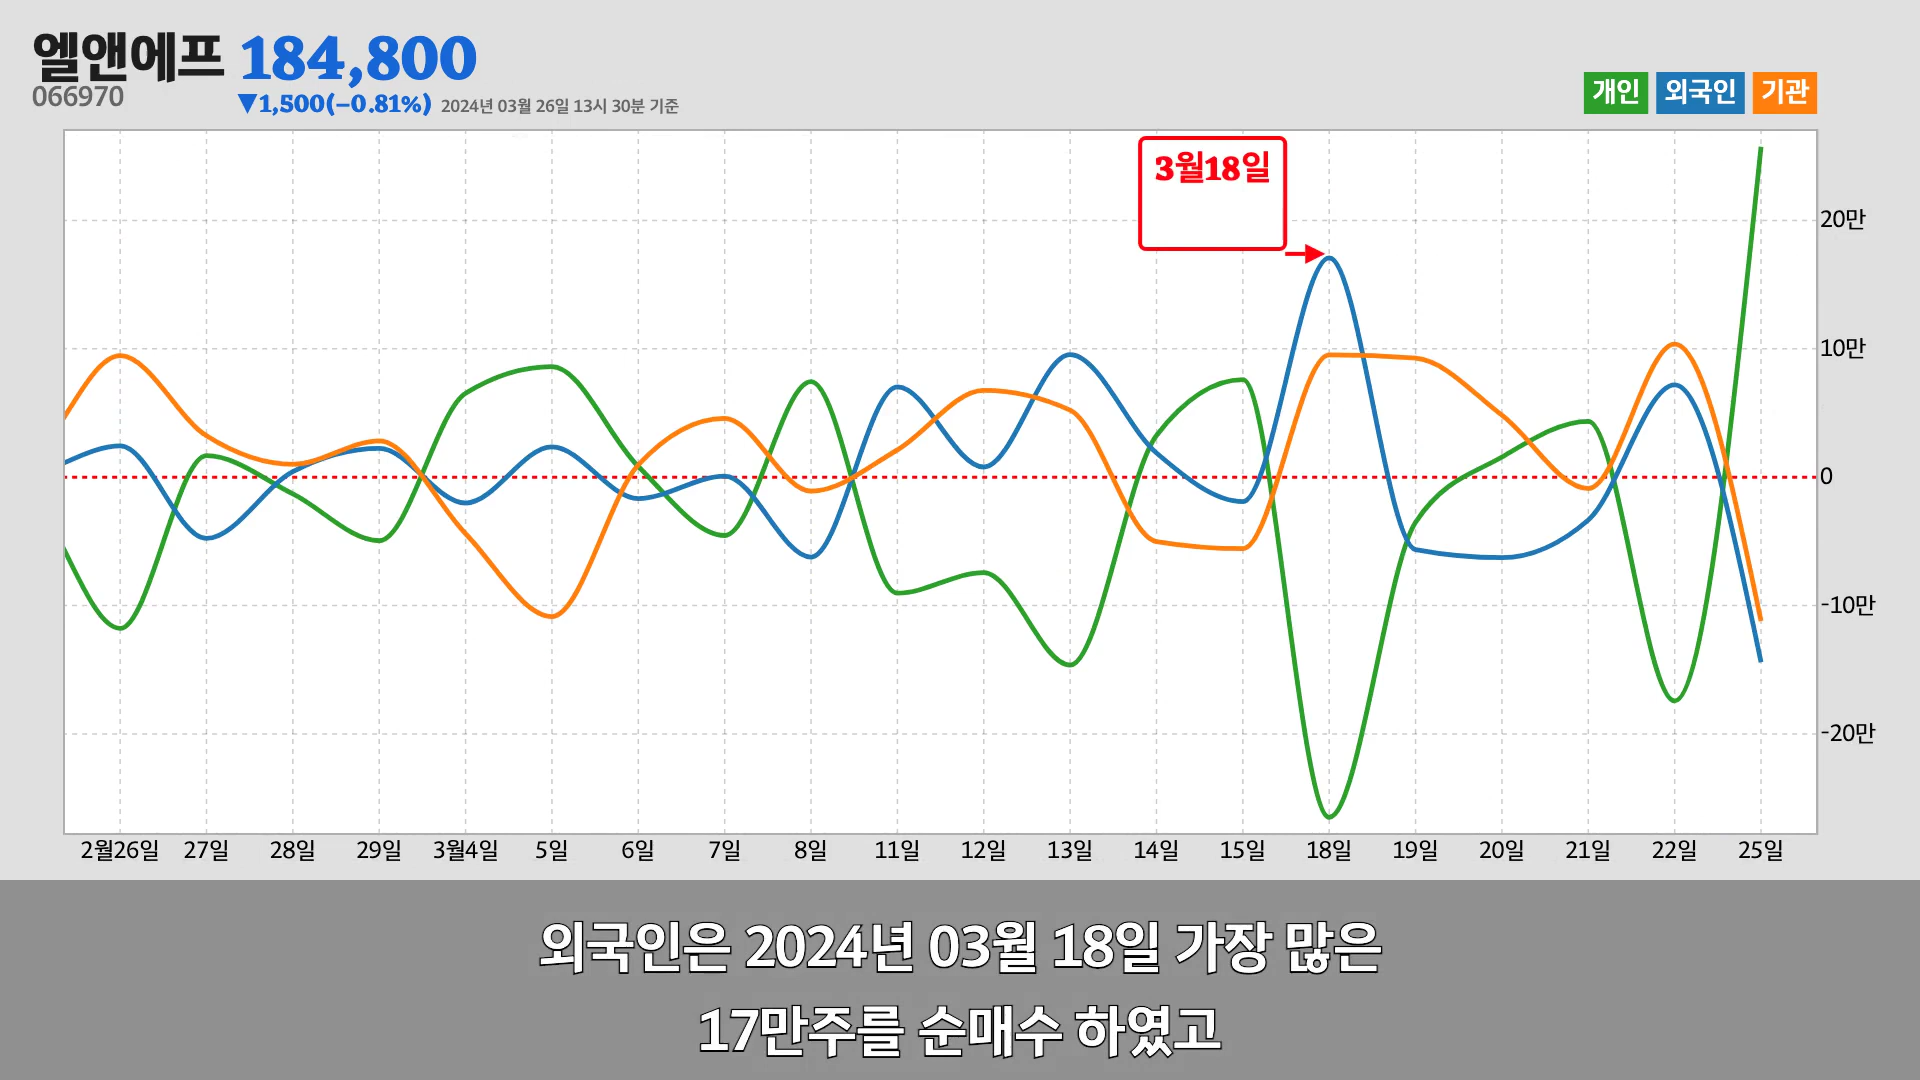 엘앤에프 184,800
066970
▼1,500(−0.81%) 2024년 03월 26일 13시 30분 기준
개인 외국인 기관
3월18일
20만
10만
0
-10만
-20만
2월26일 27일 28일 29일 3월4일 5일 6일 7일 8일 11일 12일 13일 14일 15일 18일 19일 20일 21일 22일 25일
외국인은 2024년 03월 18일 가장 많은
17만주를 순매수 하였고